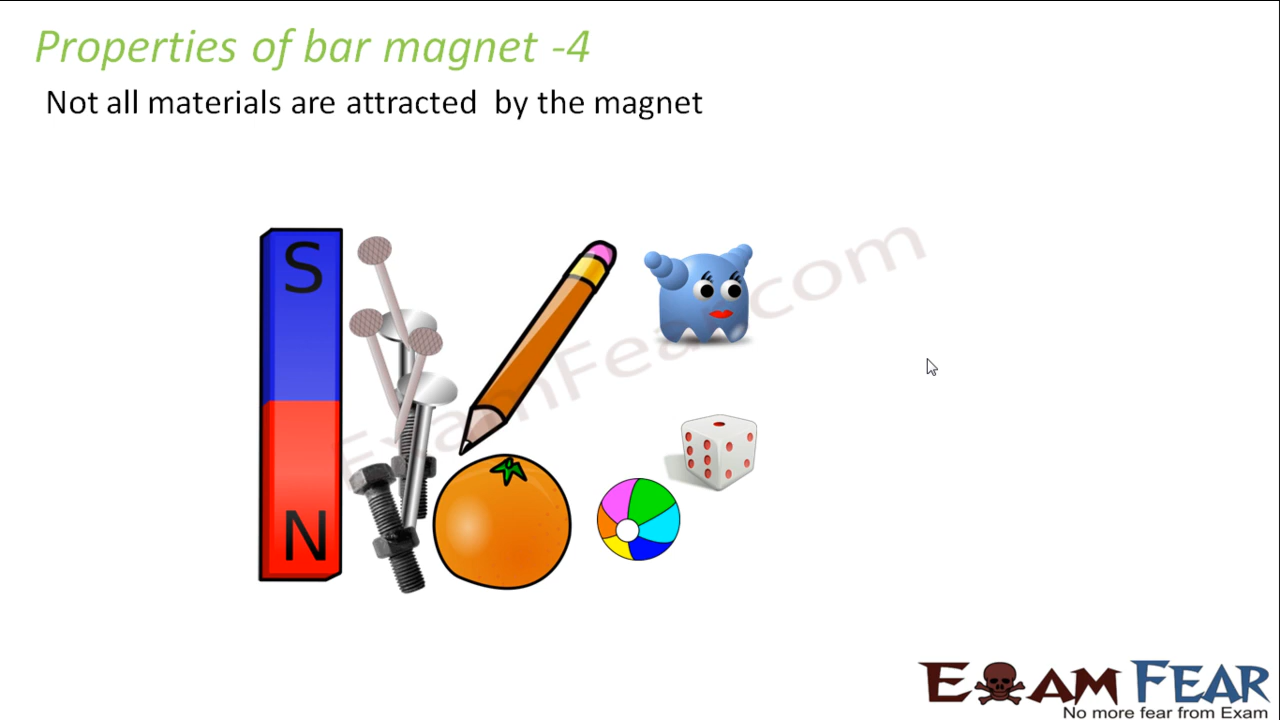 Properties of bar magnet -4
Not all materials are attracted by the magnet
S
N
ExamFear.com
EXAM FEAR
No more fear from Exam